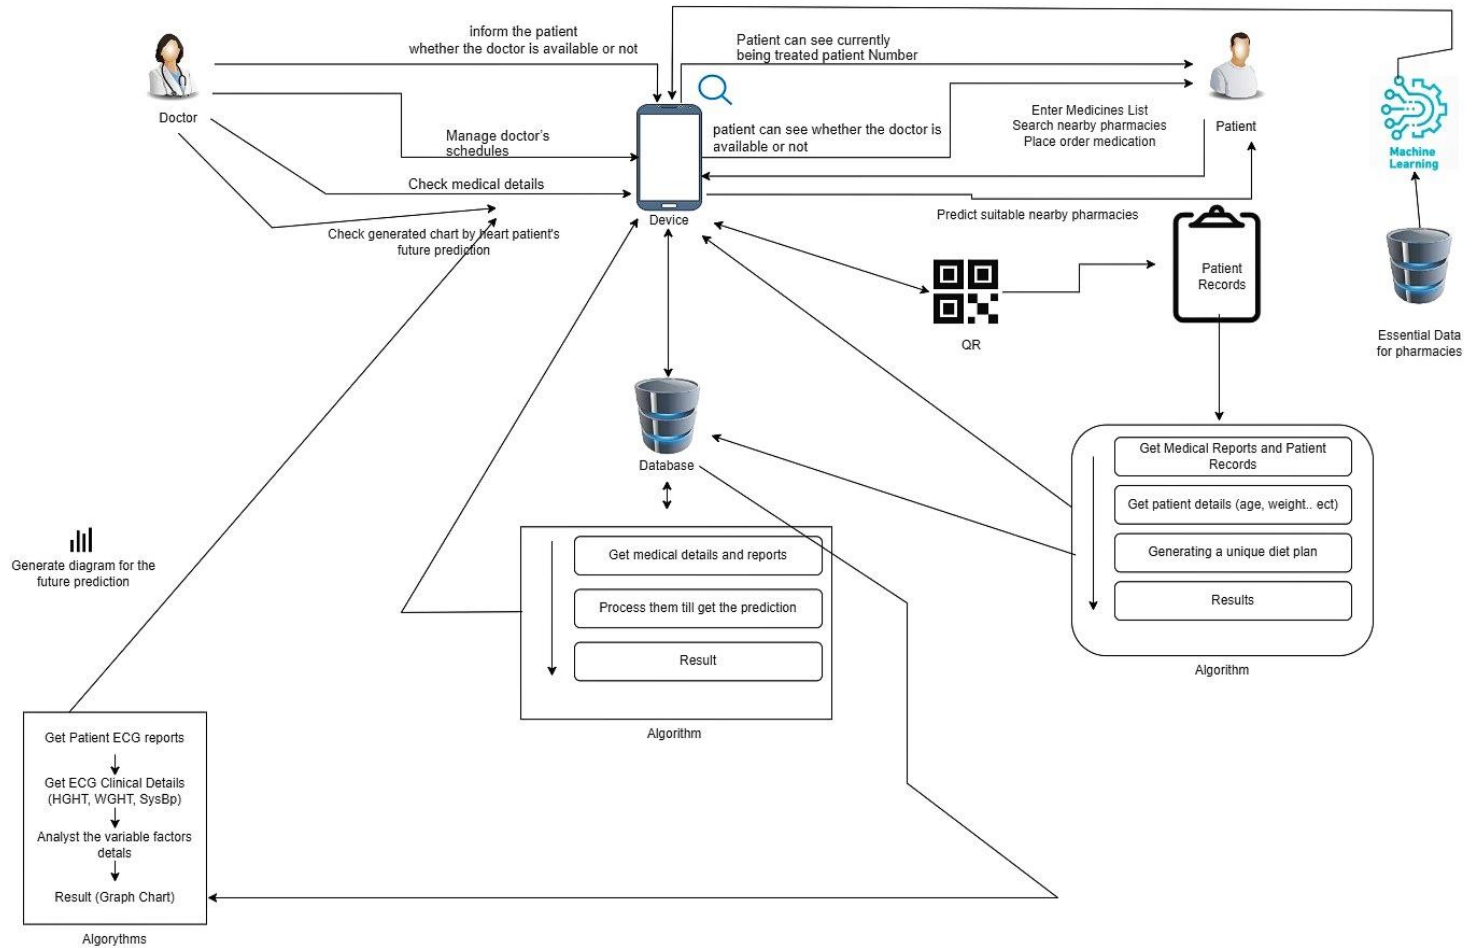 inform the patient
whether the doctor is available or not
Patient can see currently
being treated patient Number
Doctor
Manage doctor's
schedules
patient can see whether the doctor is
available or not
Enter Medicines List
Search nearby pharmacies
Place order medication
Patient
Machine
Learning
Check medical details
Device
Predict suitable nearby pharmacies
Check generated chart by heart patient's
future prediction
Patient
Records
QR
Essential Data
for pharmacies
Database
Get Medical Reports and Patient
Records
Get patient details (age, weight.. ect)
Generating a unique diet plan
Results
Algorithm
Generate diagram for the
future prediction
Get medical details and reports
Process them till get the prediction
Result
Algorithm
Get Patient ECG reports
Get ECG Clinical Details
(HGHT, WGHT, SysBp)
Analyst the variable factors
detals
Result (Graph Chart)
Algorythms